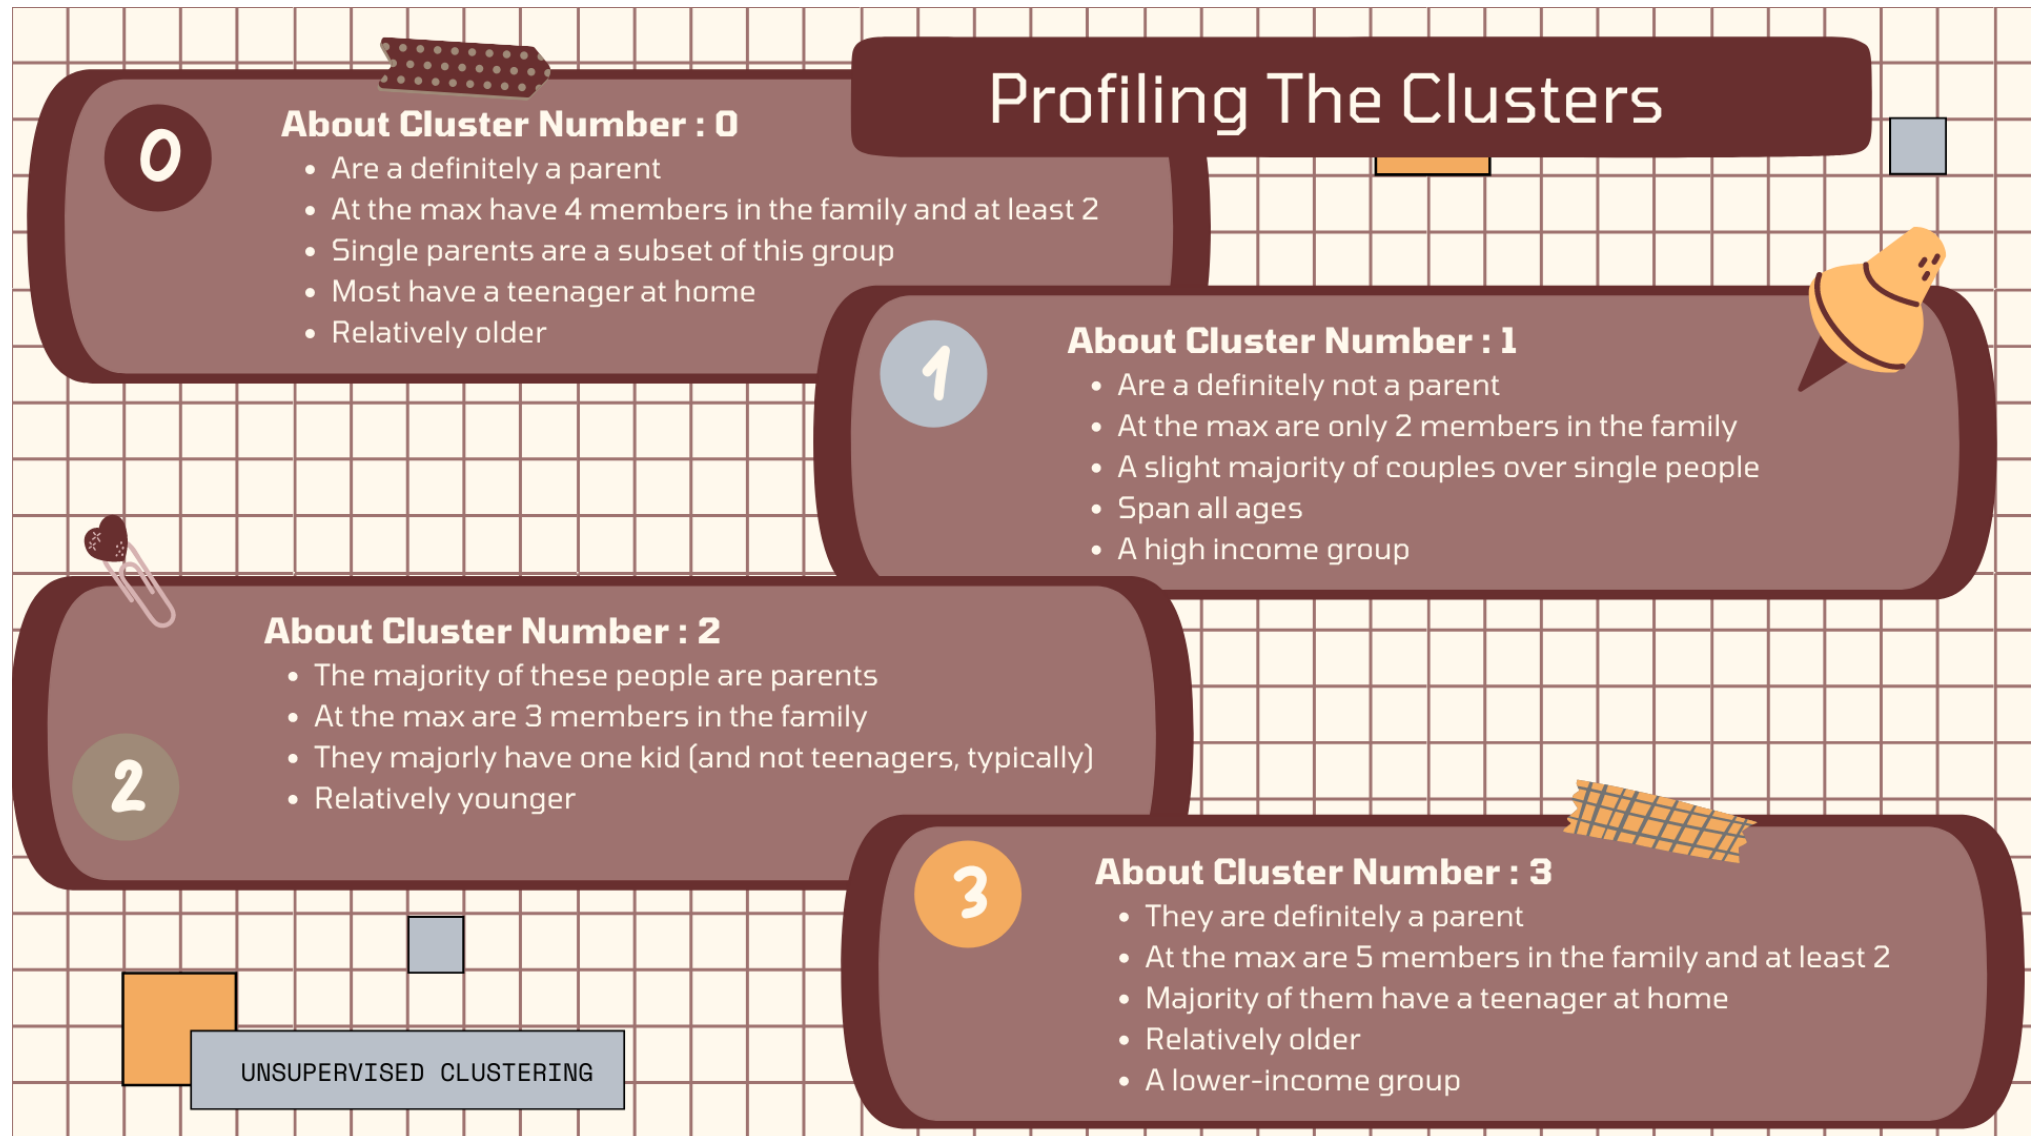 Profiling The Clusters
0
About Cluster Number : 0
• Are a definitely a parent
• At the max have 4 members in the family and at least 2
• Single parents are a subset of this group
• Most have a teenager at home
• Relatively older
1
About Cluster Number : 1
• Are a definitely not a parent
• At the max are only 2 members in the family
• A slight majority of couples over single people
• Span all ages
• A high income group
2
About Cluster Number : 2
• The majority of these people are parents
• At the max are 3 members in the family
• They majorly have one kid (and not teenagers, typically)
• Relatively younger
3
About Cluster Number : 3
• They are definitely a parent
• At the max are 5 members in the family and at least 2
• Majority of them have a teenager at home
• Relatively older
• A lower-income group
UNSUPERVISED CLUSTERING